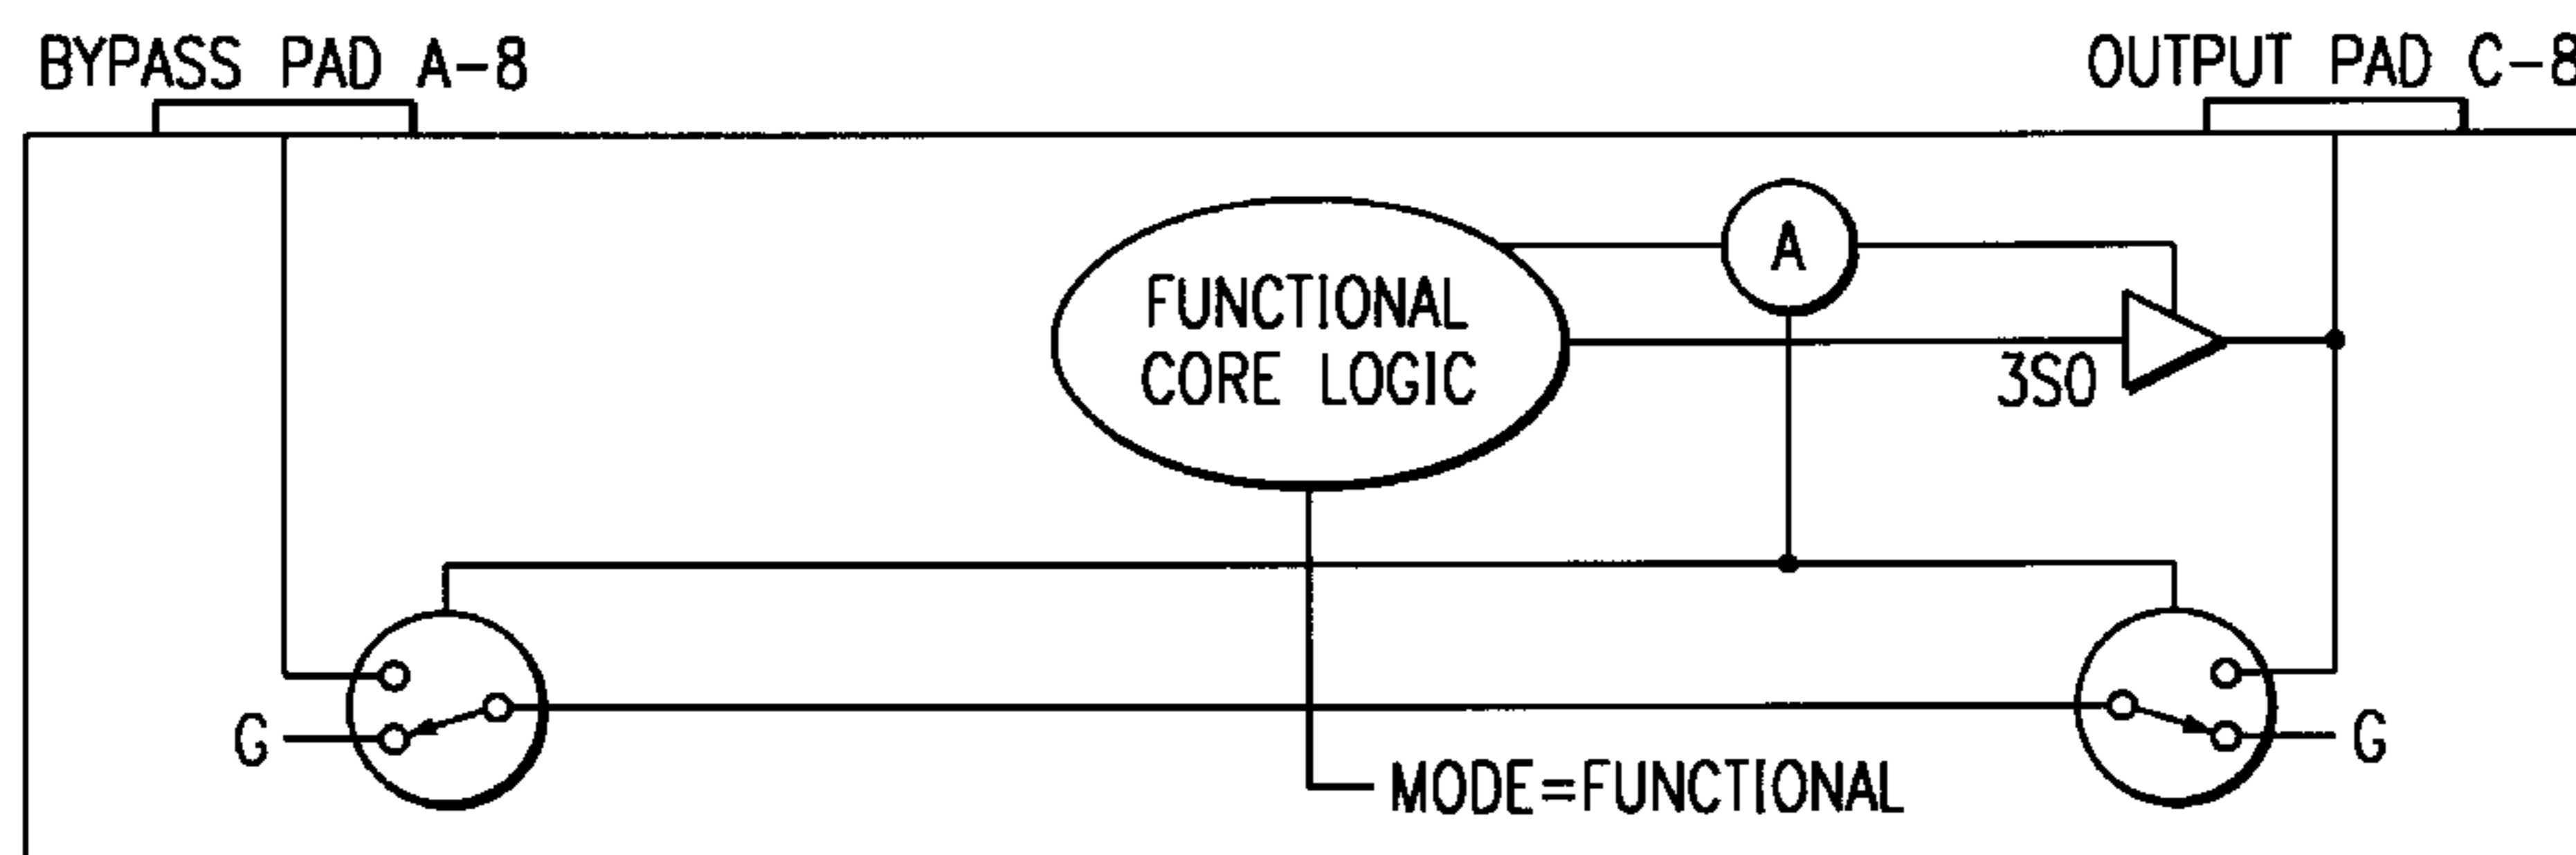 BYPASS PAD A-8
OUTPUT PAD C-8
A
FUNCTIONAL
CORE LOGIC
3SO
G
G
MODE=FUNCTIONAL